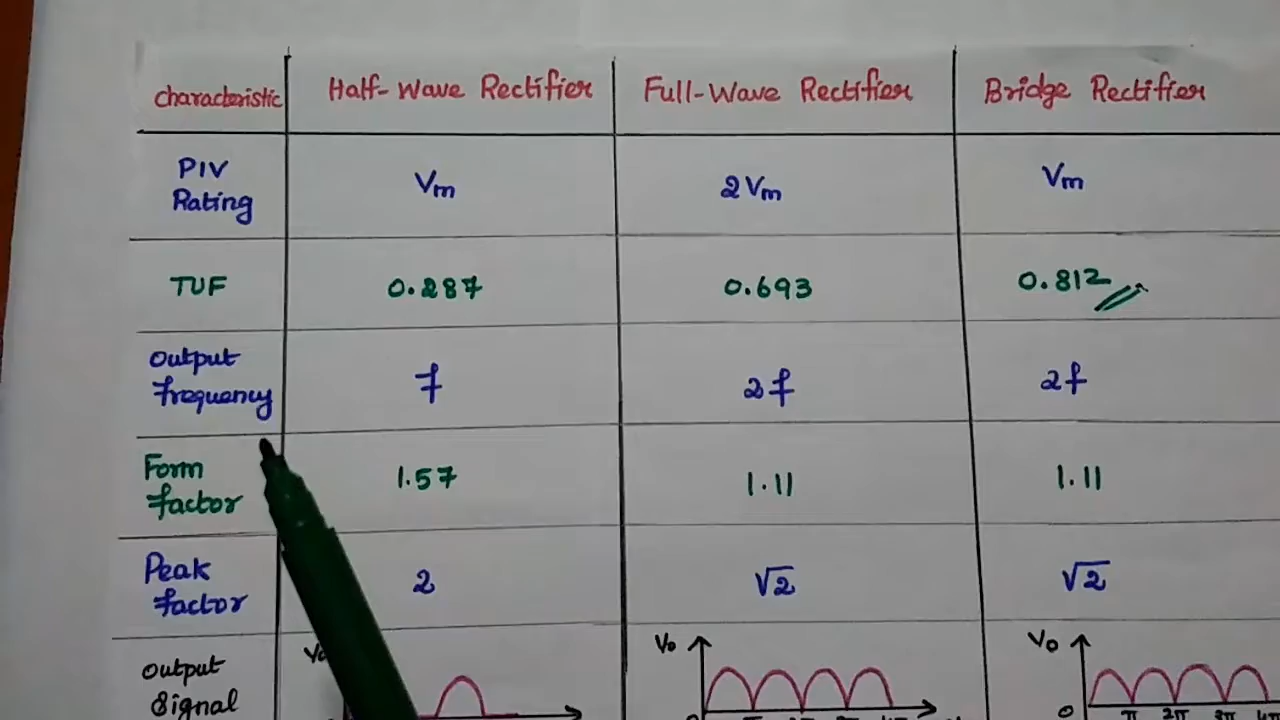 characteristic Half-Wave Rectifier Full-Wave Rectifier Bridge Rectifier
PIV
Rating Vm 2Vm Vm
TUF 0.287 0.693 0.812
Output
frequency f 2f 2f
Form
factor 1.57 1.11 1.11
Peak
factor 2 √2 √2
Output
Signal
Vo Vo
0 π 2π 3π 4π